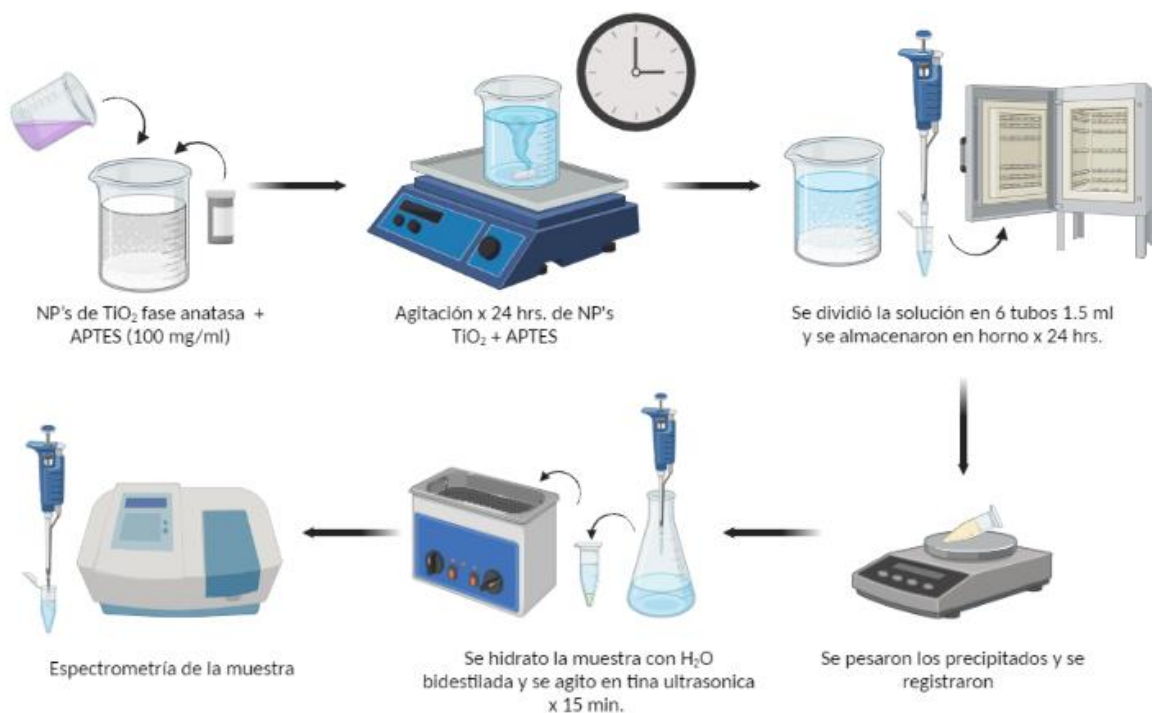 NP's de TiO₂ fase anatasa +
APTES (100 mg/ml)
Agitación x 24 hrs. de NP's
TiO₂ + APTES
Se dividió la solución en 6 tubos 1.5 ml
y se almacenaron en horno x 24 hrs.
Se pesaron los precipitados y se
registraron
Se hidrato la muestra con H₂O
bidestilada y se agito en tina ultrasonica
x 15 min.
Espectrometría de la muestra